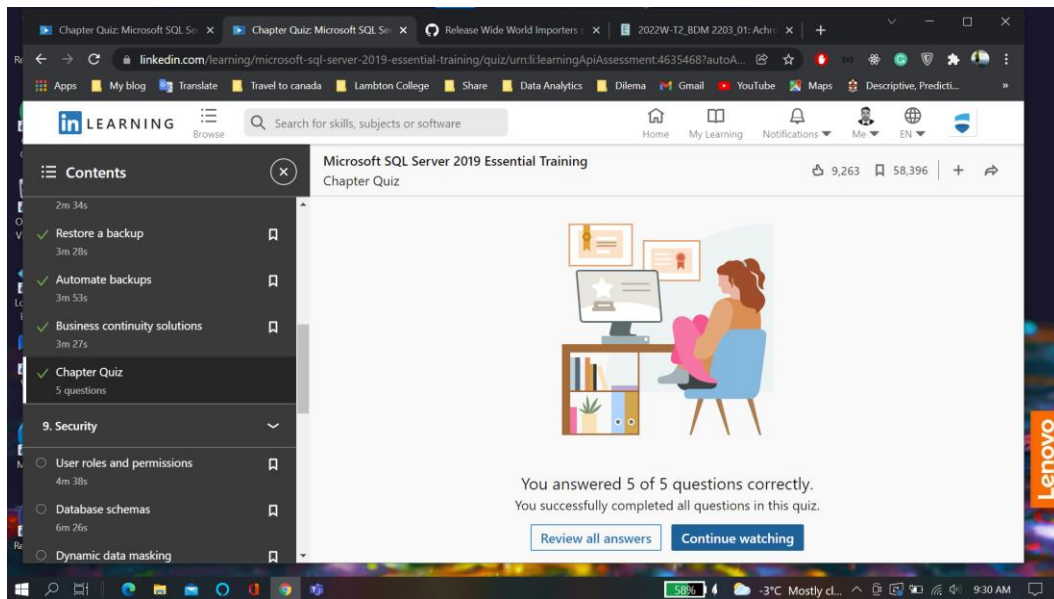 Chapter Quiz: Microsoft SQL Se
Chapter Quiz: Microsoft SQL Se
Release Wide World Importers s
2022W-T2_BDM 2203_01: Achro
linkedin.com/learning/microsoft-sql-server-2019-essential-training/quiz/urn:li:learningApiAssessment:4635468?autoA...
Apps My blog Translate Travel to canada Lambton College Share Data Analytics Dilema Gmail YouTube Maps Descriptive, Predicti... »
in LEARNING
Browse
Search for skills, subjects or software
Home My Learning Notifications Me EN
Contents
Microsoft SQL Server 2019 Essential Training
Chapter Quiz
9,263 58,396
2m 34s
Restore a backup
3m 28s
Automate backups
3m 53s
Business continuity solutions
3m 27s
Chapter Quiz
5 questions
9. Security
User roles and permissions
4m 38s
Database schemas
6m 26s
Dynamic data masking
You answered 5 of 5 questions correctly.
You successfully completed all questions in this quiz.
Review all answers Continue watching
Lenovo
58% -3°C Mostly cl... 9:30 AM